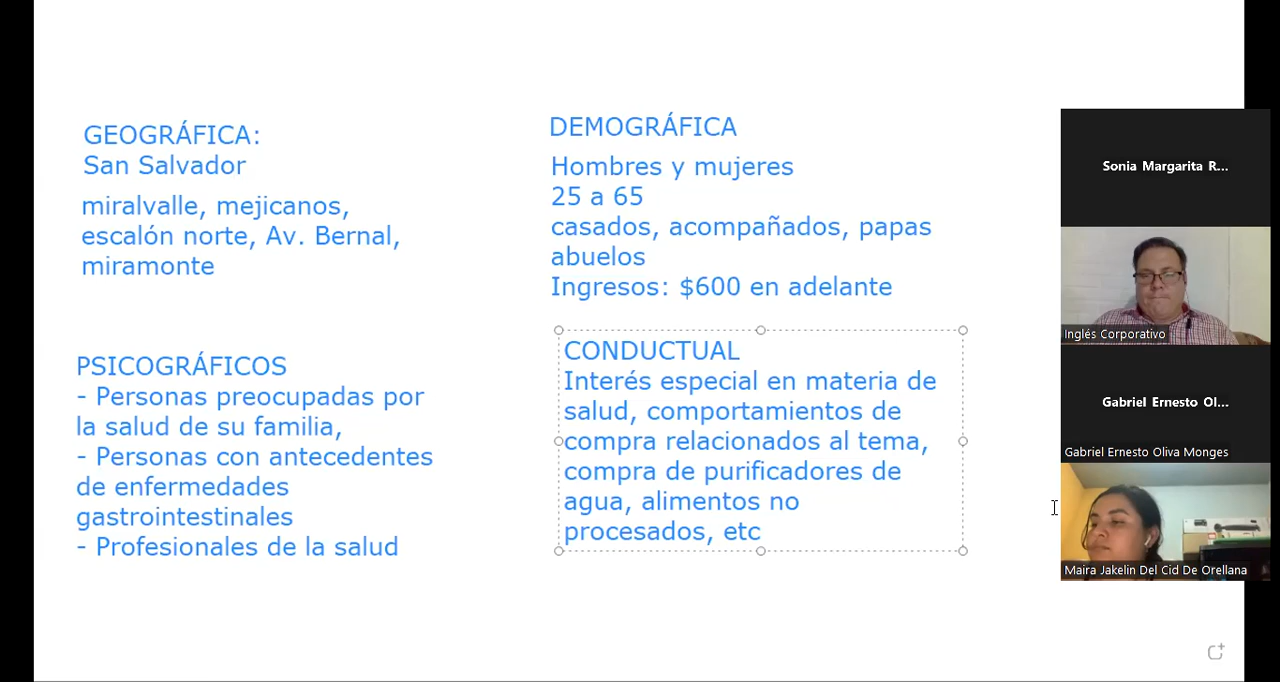 GEOGRÁFICA:
San Salvador
miralvalle, mejicanos,
escalón norte, Av. Bernal,
miramonte
DEMOGRÁFICA
Hombres y mujeres
25 a 65
casados, acompañados, papas
abuelos
Ingresos: $600 en adelante
PSICOGRÁFICOS
- Personas preocupadas por
la salud de su familia,
- Personas con antecedentes
de enfermedades
gastrointestinales
- Profesionales de la salud
CONDUCTUAL
Interés especial en materia de
salud, comportamientos de
compra relacionados al tema,
compra de purificadores de
agua, alimentos no
procesados, etc
Sonia Margarita R...
Inglés Corporativo
Gabriel Ernesto Ol...
Gabriel Ernesto Oliva Monges
Maira Jakelin Del Cid De Orellana